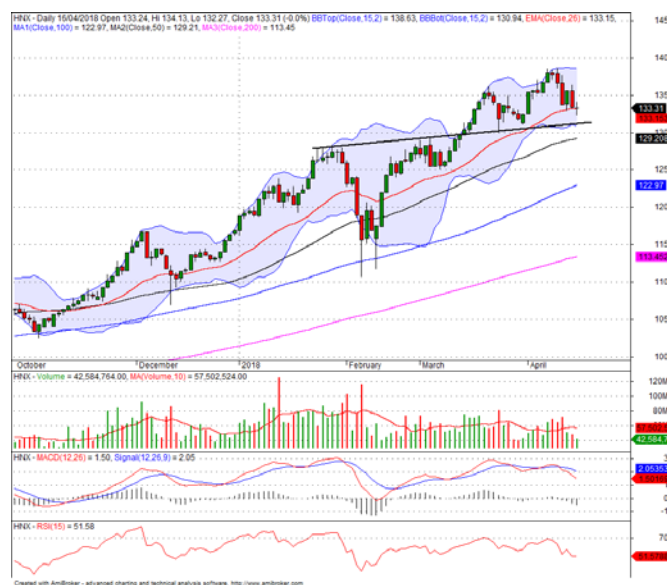 HNX - Daily 16/04/2018 Open 133.24, Hi 134.13, Lo 132.27, Close 133.31 (-0.0%) BBTop(Close,15,2) = 138.63, BBBot(Close,15,2) = 130.94, EMA(Close,26) = 133.15,
MA1(Close,100) = 122.97, MA2(Close,50) = 129.21, MA3(Close,200) = 113.45
145
140
135
133.31
133.153
130
129.208
125
122.97
120
115
113.452
110
105
100
October December 2018 February March April
HNX - Volume = 42,584,764.00, MA(Volume,10) = 57,502,524.00
120M
100M
80M
42,584,7
HNX - MACD(12,26) = 1.50, Signal(12,26,9) = 2.05
3
2.05353
1
0
-1
HNX - RSI(15) = 51.58
70
Created with AmiBroker - advanced charting and technical analysis software. http://www.amibroker.com